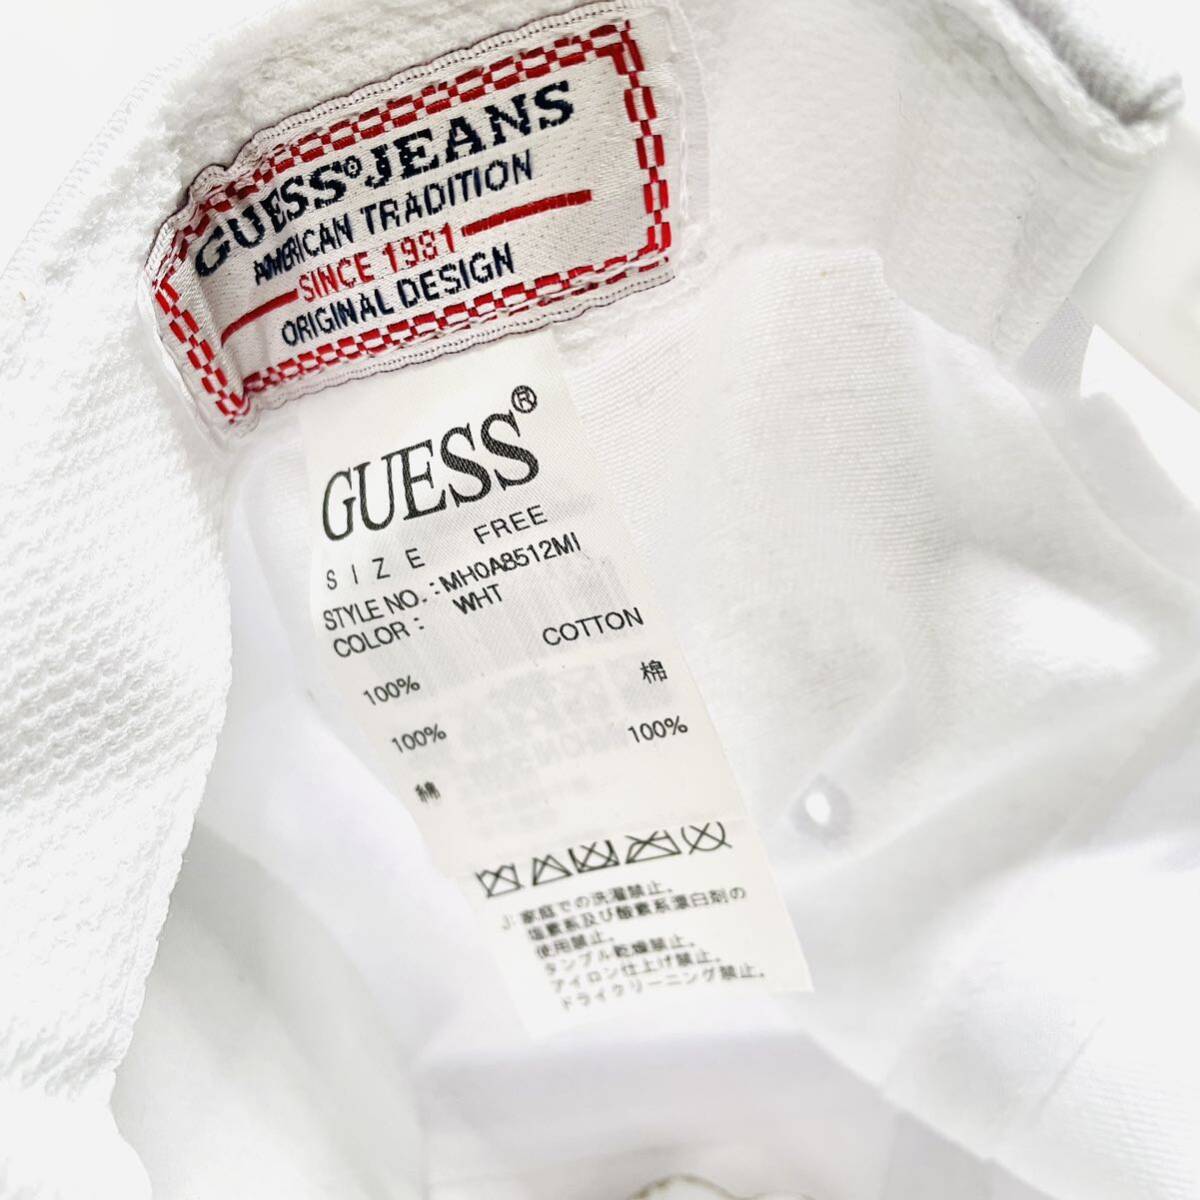 GUESS®JEANS
AMERICAN TRADITION
SINCE 1981
ORIGINAL DESIGN
GUESS®
SIZE FREE
STYLE NO.:MH0A8512MI
COLOR: WHT
100% COTTON
100% 棉
綿 100%
J:家庭での洗濯禁止。
塩素系及び酸素系漂白剤の
使用禁止。
タンブル乾燥禁止。
アイロン仕上げ禁止。
ドライクリーニング禁止。